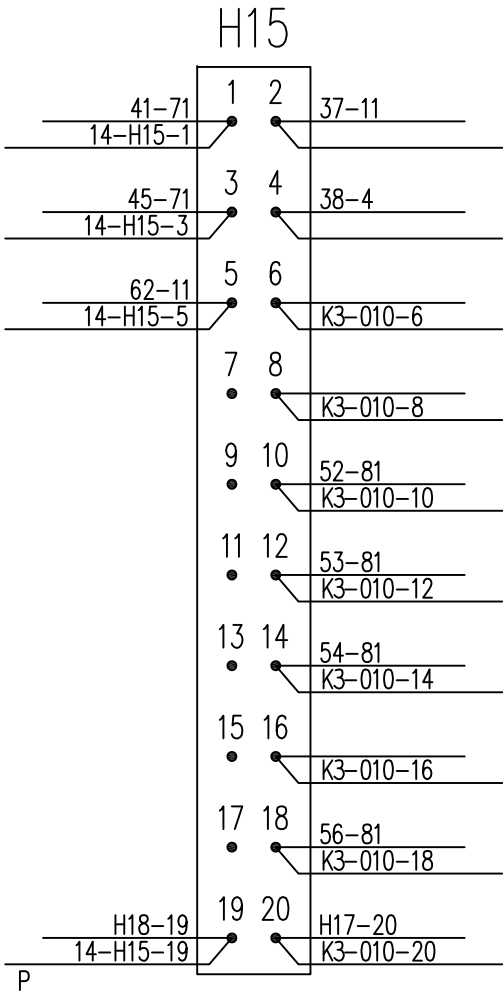 H15
1 2
41-71 37-11
14-H15-1
3 4
45-71 38-4
14-H15-3
5 6
62-11
14-H15-5 K3-010-6
7 8
K3-010-8
9 10
52-81
K3-010-10
11 12
53-81
K3-010-12
13 14
54-81
K3-010-14
15 16
K3-010-16
17 18
56-81
K3-010-18
19 20
H18-19 H17-20
14-H15-19 K3-010-20
P